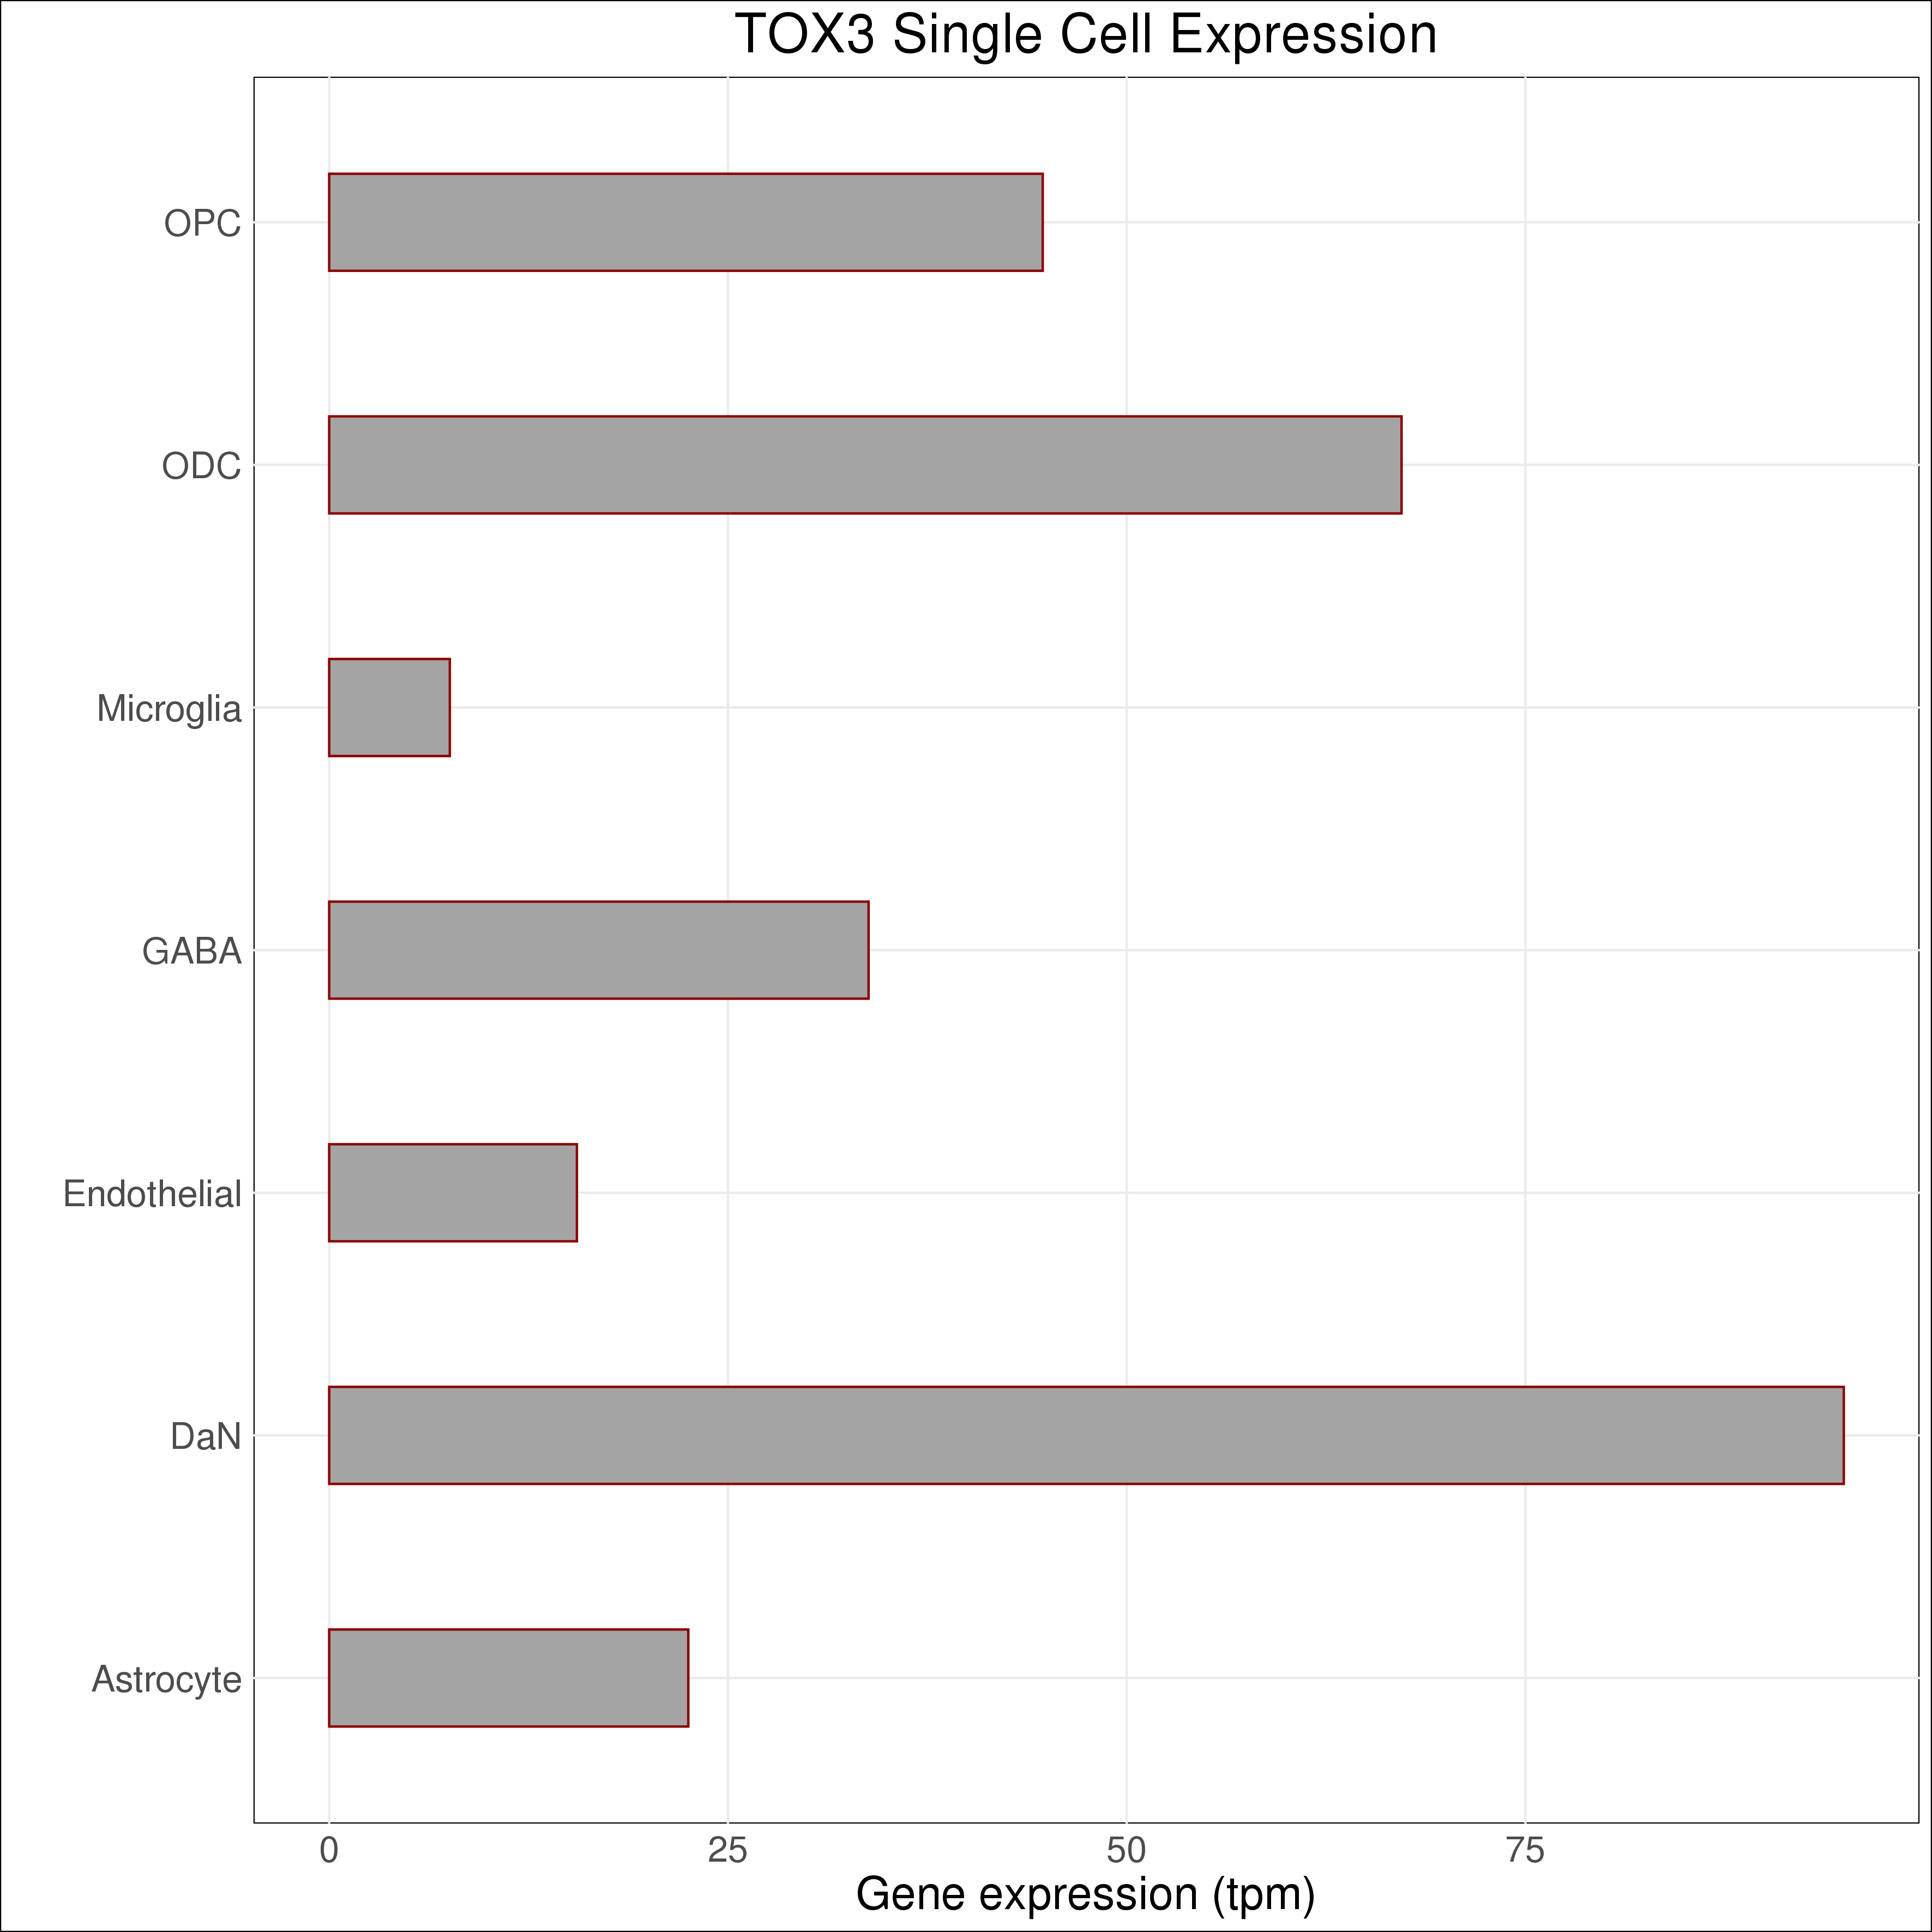 TOX3 Single Cell Expression
OPC
ODC
Microglia
GABA
Endothelial
DaN
Astrocyte
0 25 50 75
Gene expression (tpm)